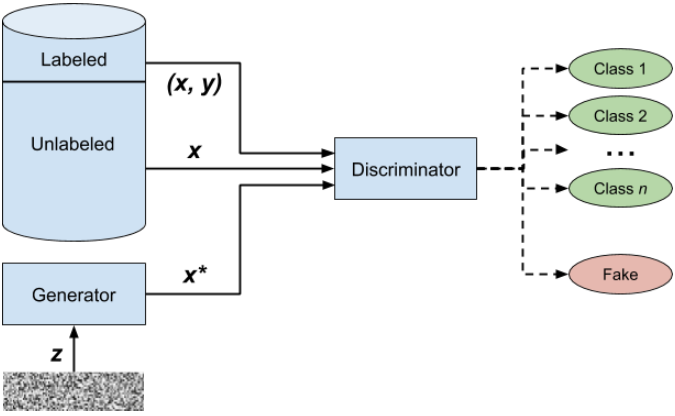 Labeled
(x, y)
Unlabeled
x
Discriminator
Generator
x*
z
Class 1
Class 2
...
Class n
Fake